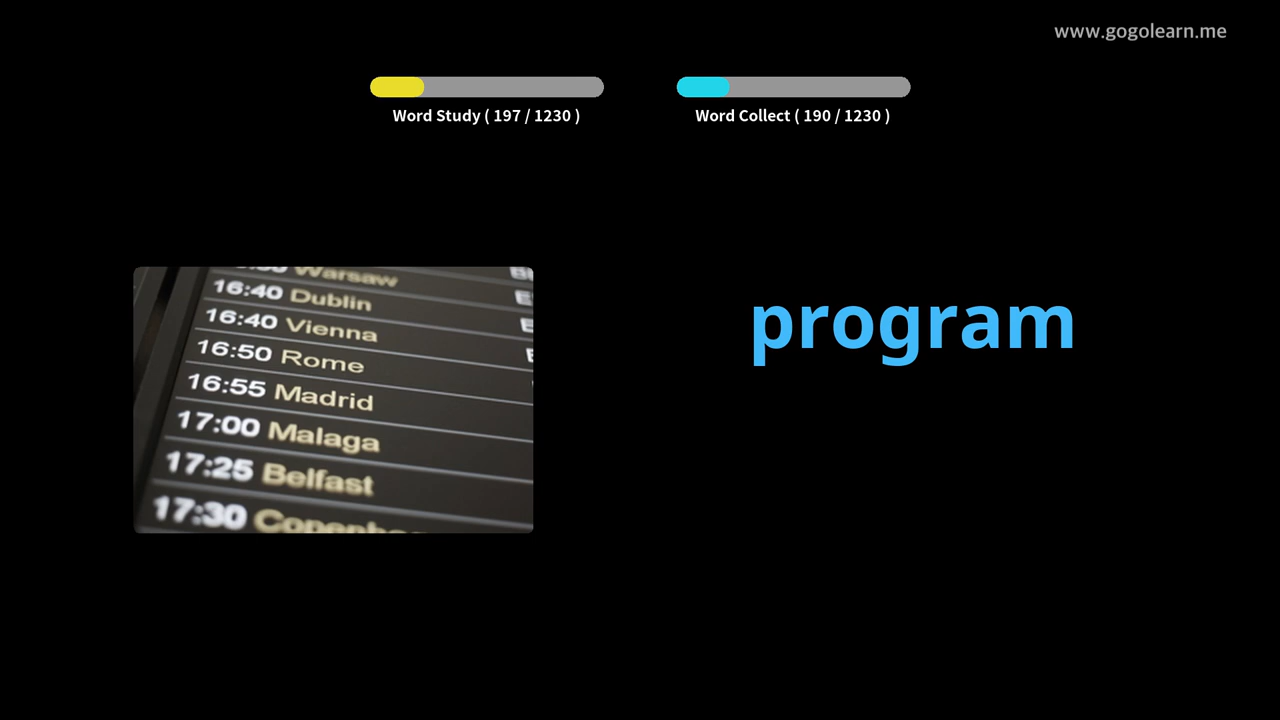 www.gogolearn.me
Word Study ( 197 / 1230 )
Word Collect ( 190 / 1230 )
Warsaw
16:40 Dublin
16:40 Vienna
16:50 Rome
16:55 Madrid
17:00 Malaga
17:25 Belfast
17:30
program